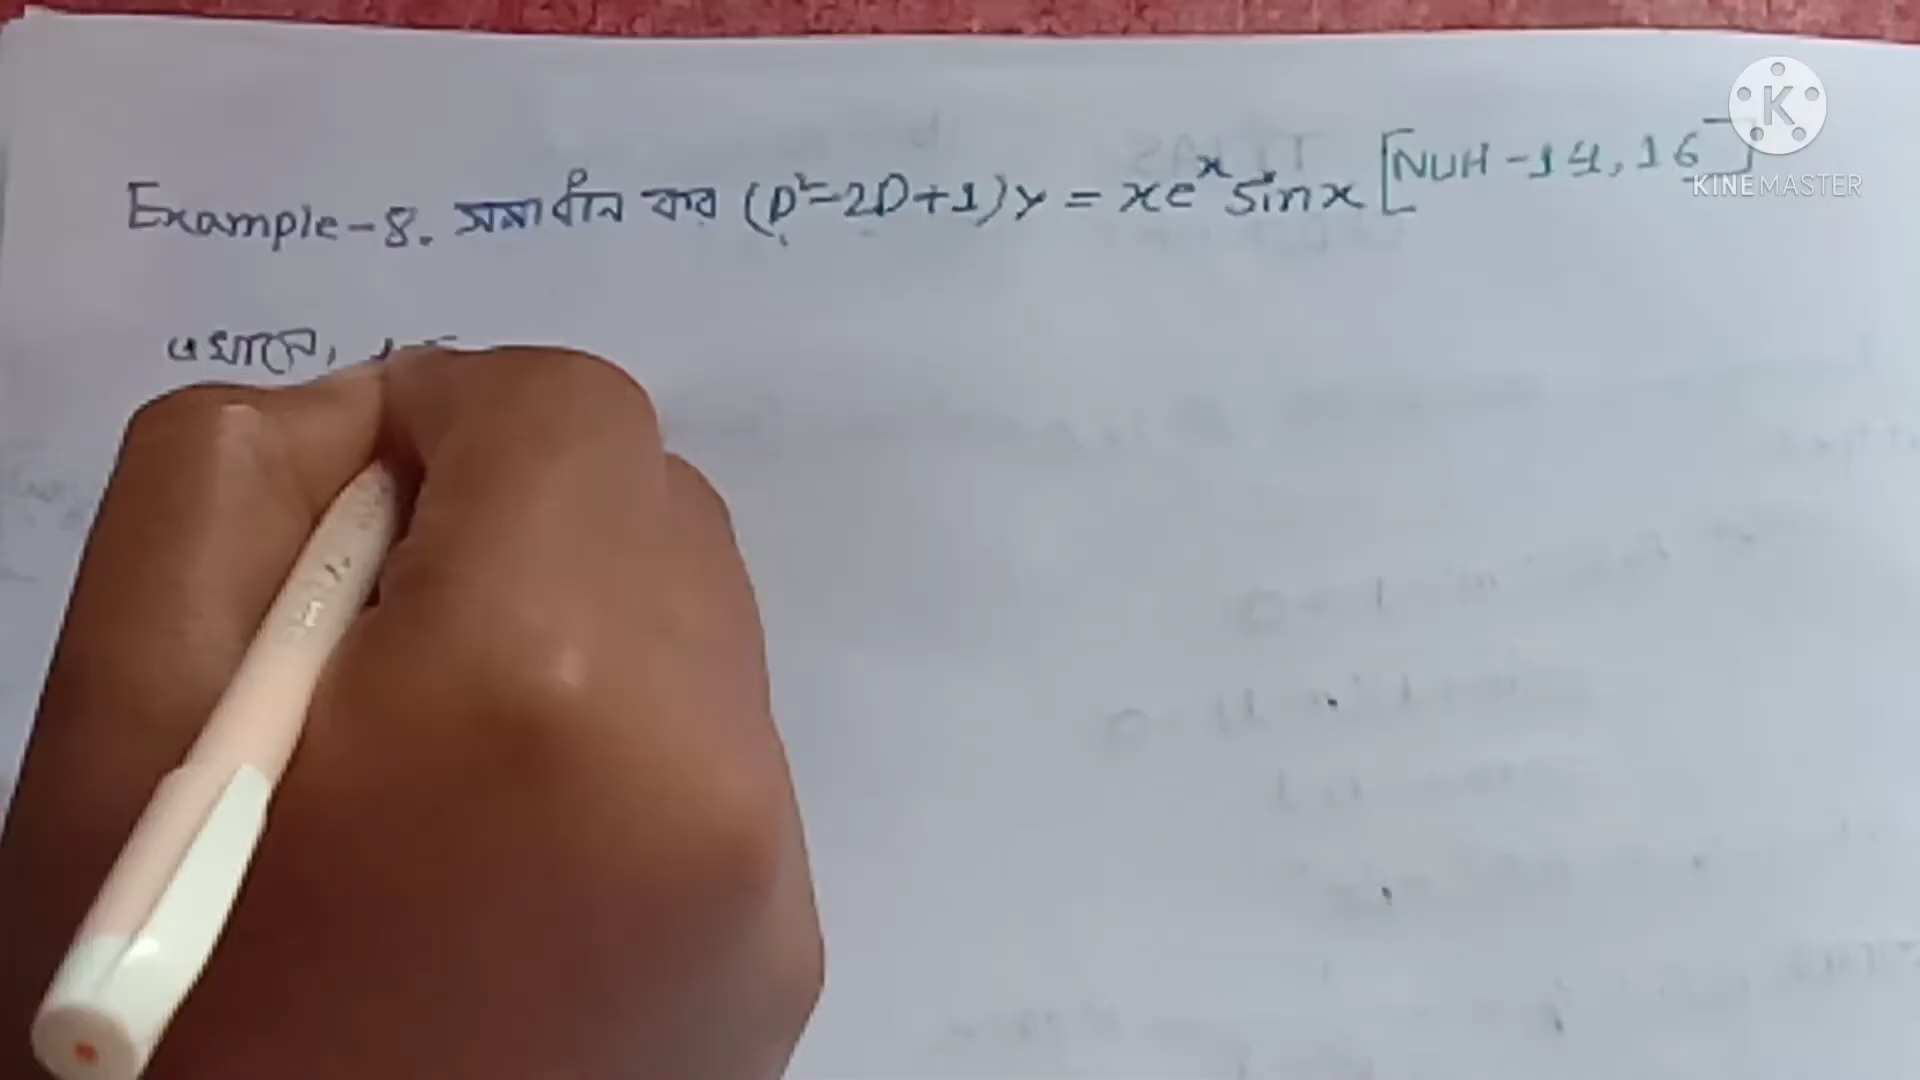 Example-8. সমাধান কর (D²-2D+1)y = xeˣ sinx [NUH-14, 16]
এখানে,
K
KINEMASTER